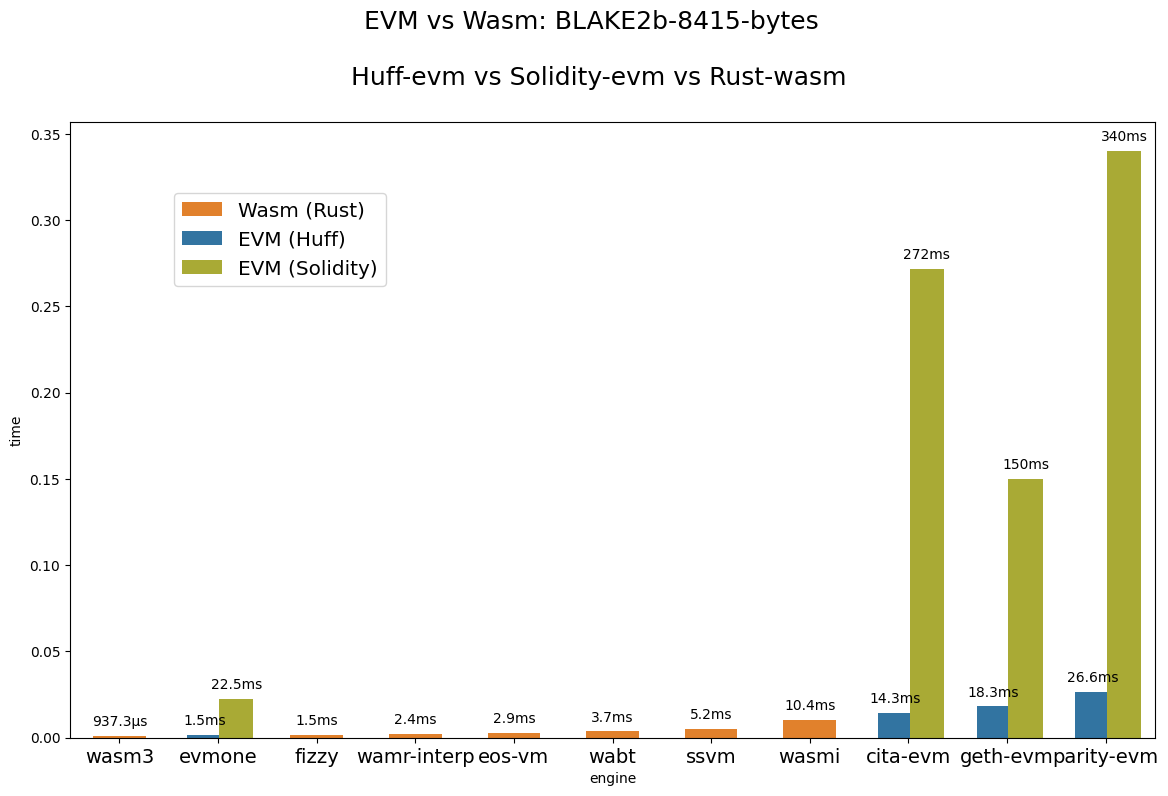 EVM vs Wasm: BLAKE2b-8415-bytes
Huff-evm vs Solidity-evm vs Rust-wasm
0.35
0.30
0.25
0.20
0.15
0.10
0.05
0.00
time
Wasm (Rust)
EVM (Huff)
EVM (Solidity)
937.3µs
1.5ms
22.5ms
1.5ms
2.4ms
2.9ms
3.7ms
5.2ms
10.4ms
14.3ms
272ms
18.3ms
150ms
26.6ms
340ms
wasm3 evmone fizzy wamr-interp eos-vm wabt ssvm wasmi cita-evm geth-evm parity-evm
engine